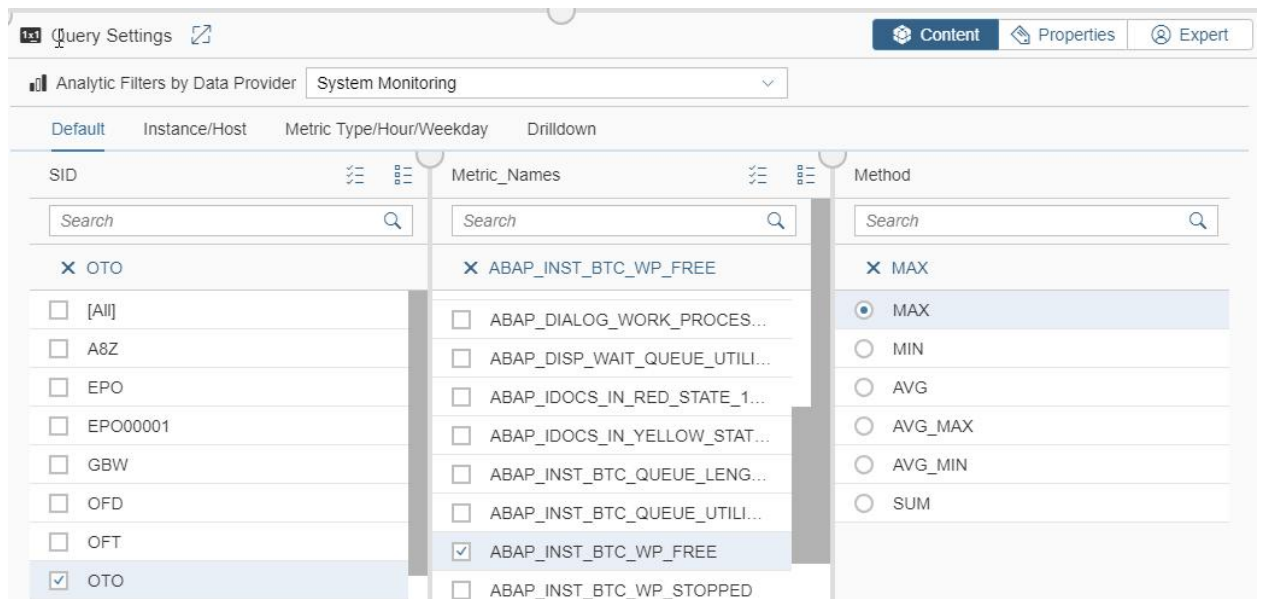 1x1 Query Settings
Content Properties Expert
Analytic Filters by Data Provider System Monitoring
Default Instance/Host Metric Type/Hour/Weekday Drilldown
SID
Search
OTO
[All]
A8Z
EPO
EPO00001
GBW
OFD
OFT
OTO
Metric_Names
Search
ABAP_INST_BTC_WP_FREE
ABAP_DIALOG_WORK_PROCES...
ABAP_DISP_WAIT_QUEUE_UTILI...
ABAP_IDOCS_IN_RED_STATE_1...
ABAP_IDOCS_IN_YELLOW_STAT...
ABAP_INST_BTC_QUEUE_LENG...
ABAP_INST_BTC_QUEUE_UTILI...
ABAP_INST_BTC_WP_FREE
ABAP_INST_BTC_WP_STOPPED
Method
Search
MAX
MAX
MIN
AVG
AVG_MAX
AVG_MIN
SUM